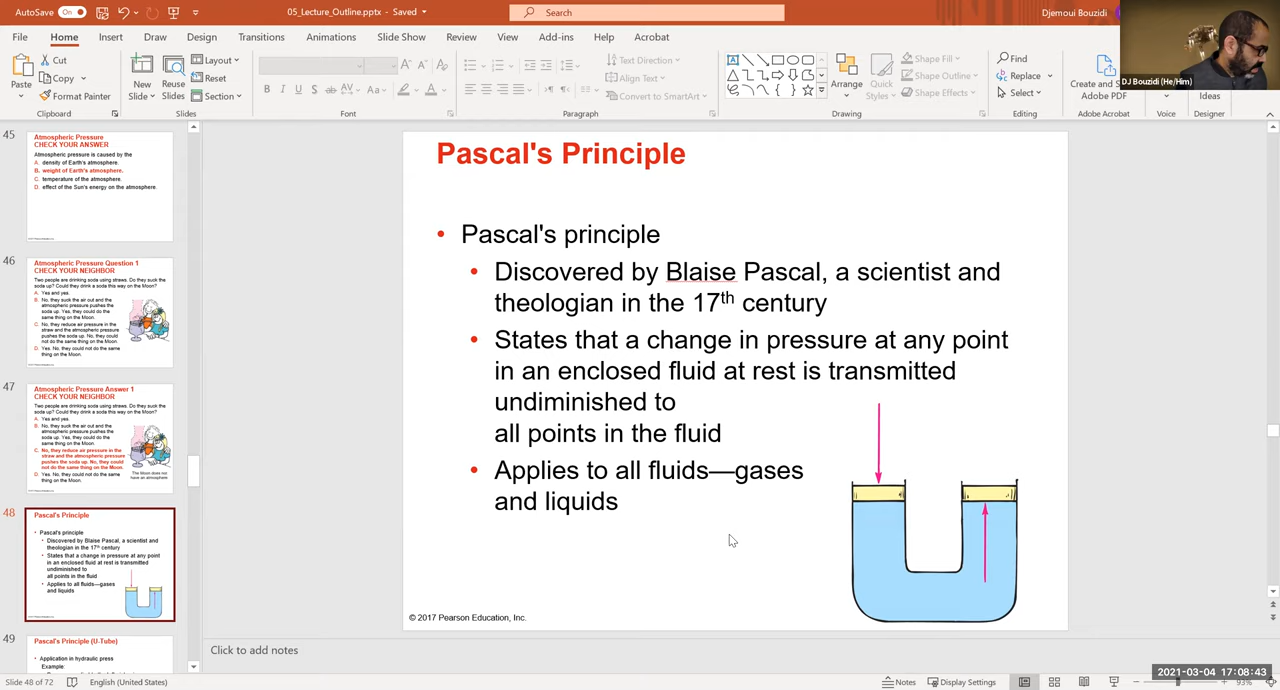 AutoSave On 05_Lecture_Outline.pptx - Saved Search Djemoui Bouzidi
File Home Insert Draw Design Transitions Animations Slide Show Review View Add-ins Help Acrobat
Paste
Cut
Copy
Format Painter
Clipboard
New Slide
Reuse Slides
Layout
Reset
Section
Slides
B I U S ab AV Aa A
Font
Text Direction
Align Text
Convert to SmartArt
Paragraph
Arrange
Quick Styles
Shape Fill
Shape Outline
Shape Effects
Drawing
Find
Replace
Select
Editing
Create and S
Adobe PDF
Adobe Acrobat
Voice
Ideas
Designer
DJ Bouzidi (He/Him)
45
Atmospheric Pressure
CHECK YOUR ANSWER
Atmospheric pressure is caused by the
A. density of Earth's atmosphere.
B. weight of Earth's atmosphere.
C. temperature of the atmosphere.
D. effect of the Sun's energy on the atmosphere.
46
Atmospheric Pressure Question 1
CHECK YOUR NEIGHBOR
Two people are drinking soda using straws. Do they suck the
soda up? Could they drink a soda this way on the Moon?
A. Yes and yes.
B. No, they suck the air out and the
atmospheric pressure pushes the
soda up. Yes, they could do the
same thing on the Moon.
C. No, they reduce air pressure in the
straw and the atmospheric pressure
pushes the soda up. No, they could
not do the same thing on the Moon.
D. Yes. No, they could not do the same
thing on the Moon.
47
Atmospheric Pressure Answer 1
CHECK YOUR NEIGHBOR
Two people are drinking soda using straws. Do they suck the
soda up? Could they drink a soda this way on the Moon?
A. Yes and yes.
B. No, they suck the air out and the
atmospheric pressure pushes the
soda up. Yes, they could do the
same thing on the Moon.
C. No, they reduce air pressure in the
straw and the atmospheric pressure
pushes the soda up. No, they could
not do the same thing on the Moon.
D. Yes. No, they could not do the same
thing on the Moon.
The Moon does not
have an atmosphere
48
Pascal's Principle
• Pascal's principle
• Discovered by Blaise Pascal, a scientist and
theologian in the 17th century
• States that a change in pressure at any point
in an enclosed fluid at rest is transmitted
undiminished to
all points in the fluid
• Applies to all fluids—gases
and liquids
49
Pascal's Principle (U-Tube)
• Application in hydraulic press
Example:
Pascal's Principle
• Pascal's principle
• Discovered by Blaise Pascal, a scientist and
theologian in the 17th century
• States that a change in pressure at any point
in an enclosed fluid at rest is transmitted
undiminished to
all points in the fluid
• Applies to all fluids—gases
and liquids
© 2017 Pearson Education, Inc.
Click to add notes
2021-03-04 17:08:43
Slide 48 of 72 English (United States) Notes Display Settings 93%